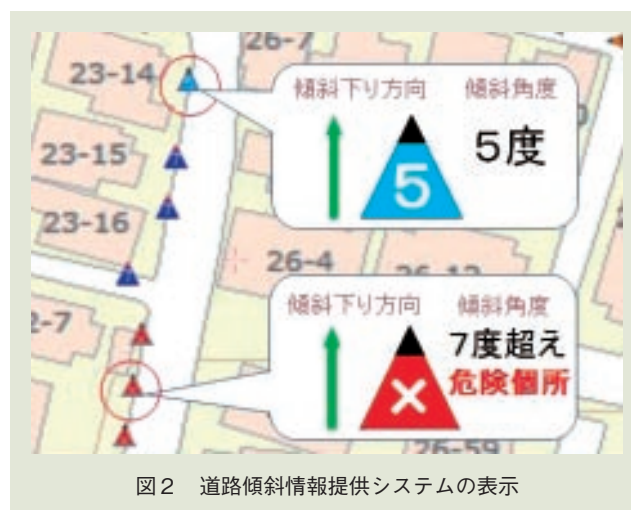 26-7
23-14
傾斜下り方向 傾斜角度
5
5度
23-15
23-16
26-4
26-12
傾斜下り方向 傾斜角度
7度超え
危険個所
×
2-7
26-59
図2 道路傾斜情報提供システムの表示